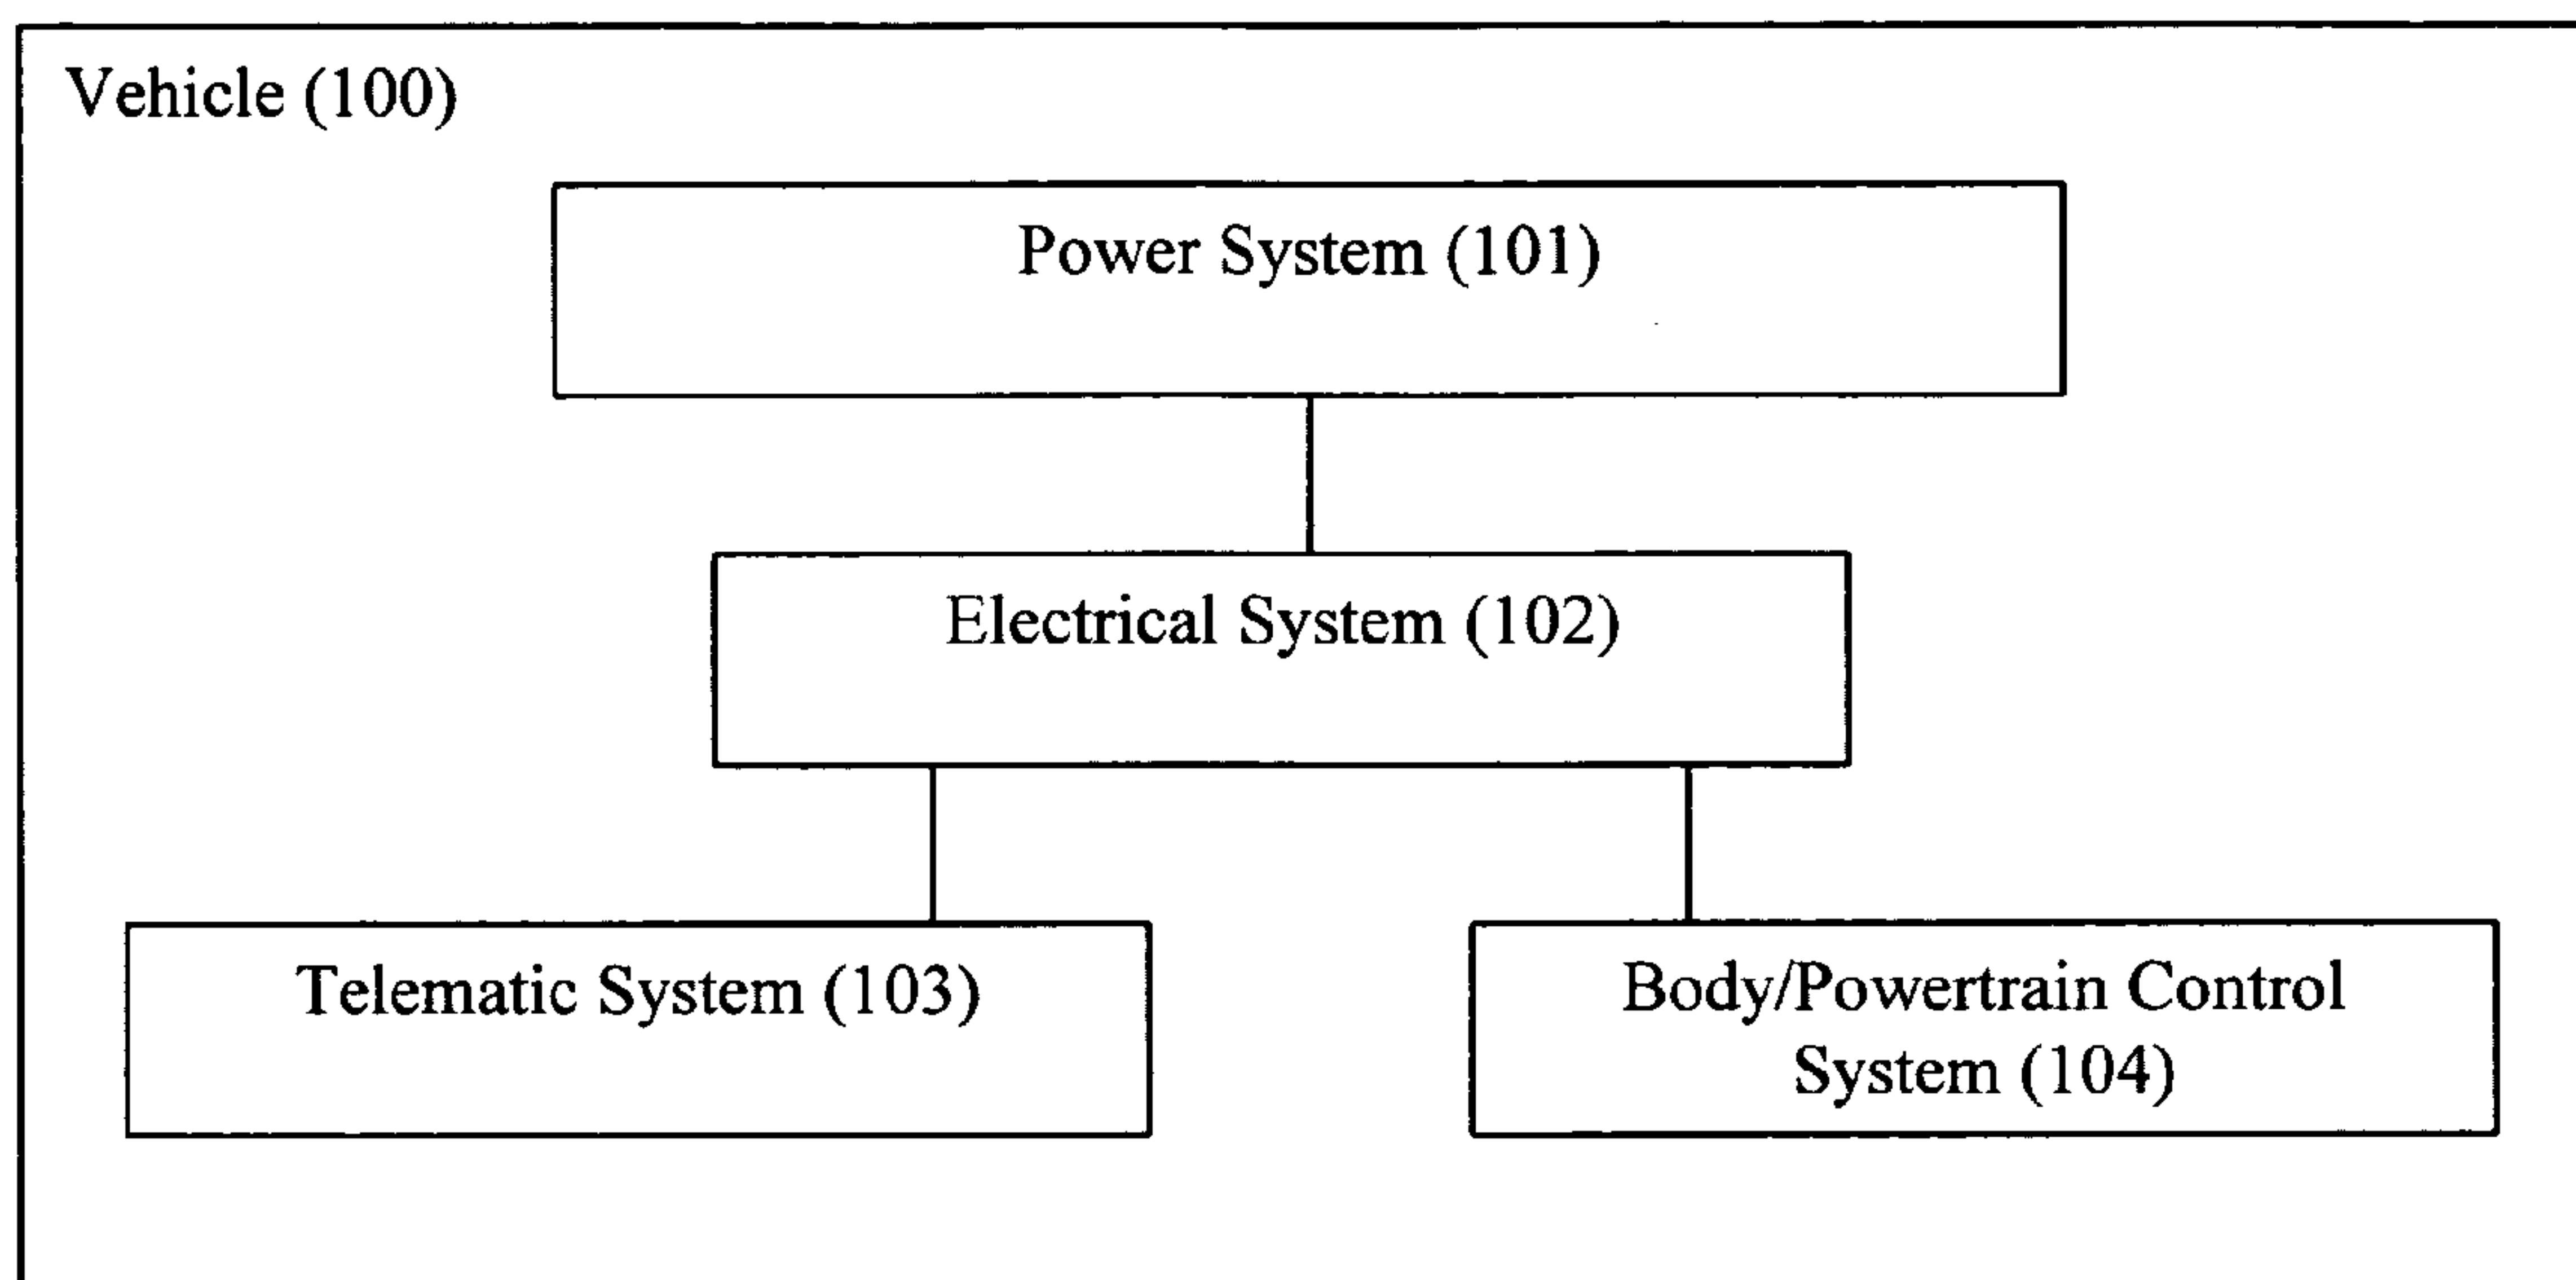 Vehicle (100)
Power System (101)
Electrical System (102)
Telematic System (103)
Body/Powertrain Control
System (104)